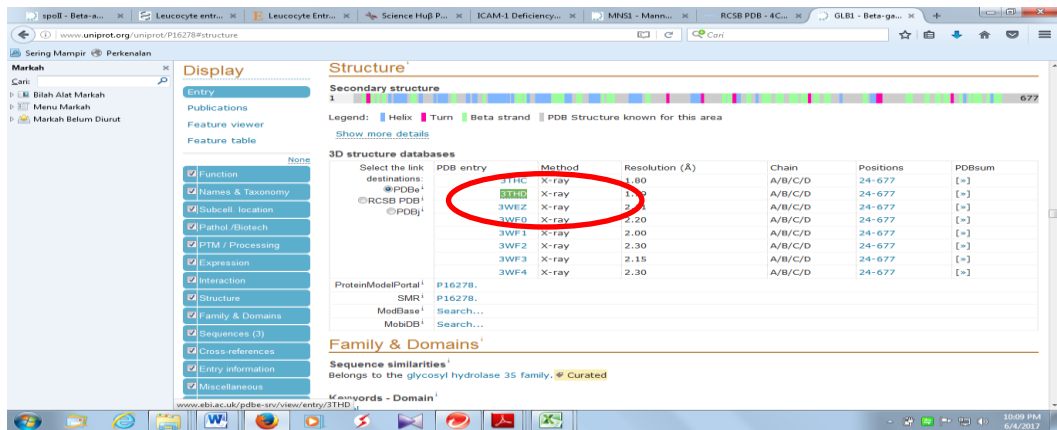 spoII - Beta-a...
Leucocyte entr...
Leucocyte Entr...
Science Huβ P...
ICAM-1 Deficiency...
MNS1 - Mann...
RCSB PDB - 4C...
GLB1 - Beta-ga...
www.uniprot.org/uniprot/P16278#structure
Cari
Sering Mampir
Perkenalan
Markah
Cari:
Bilah Alat Markah
Menu Markah
Markah Belum Diurut
Display
Entry
Publications
Feature viewer
Feature table
None
Function
Names & Taxonomy
Subcell. location
Pathol./Biotech
PTM / Processing
Expression
Interaction
Structure
Family & Domains
Sequences (3)
Cross-references
Entry information
Miscellaneous
Structure i
Secondary structure
1 677
Legend: Helix Turn Beta strand PDB Structure known for this area
Show more details
3D structure databases
Select the link destinations:
PDBe i
RCSB PDB i
PDBj i
PDB entry Method Resolution (Å) Chain Positions PDBsum
3THC X-ray 1.80 A/B/C/D 24-677 [»]
3THD X-ray A/B/C/D 24-677 [»]
3WEZ X-ray A/B/C/D 24-677 [»]
3WF0 X-ray 2.20 A/B/C/D 24-677 [»]
3WF1 X-ray 2.00 A/B/C/D 24-677 [»]
3WF2 X-ray 2.30 A/B/C/D 24-677 [»]
3WF3 X-ray 2.15 A/B/C/D 24-677 [»]
3WF4 X-ray 2.30 A/B/C/D 24-677 [»]
ProteinModelPortal i P16278.
SMR i P16278.
ModBase i Search...
MobiDB i Search...
Family & Domains i
Sequence similarities i
Belongs to the glycosyl hydrolase 35 family. Curated
Keywords - Domain i
www.ebi.ac.uk/pdbe-srv/view/entry/3THD
10:09 PM
6/4/2017